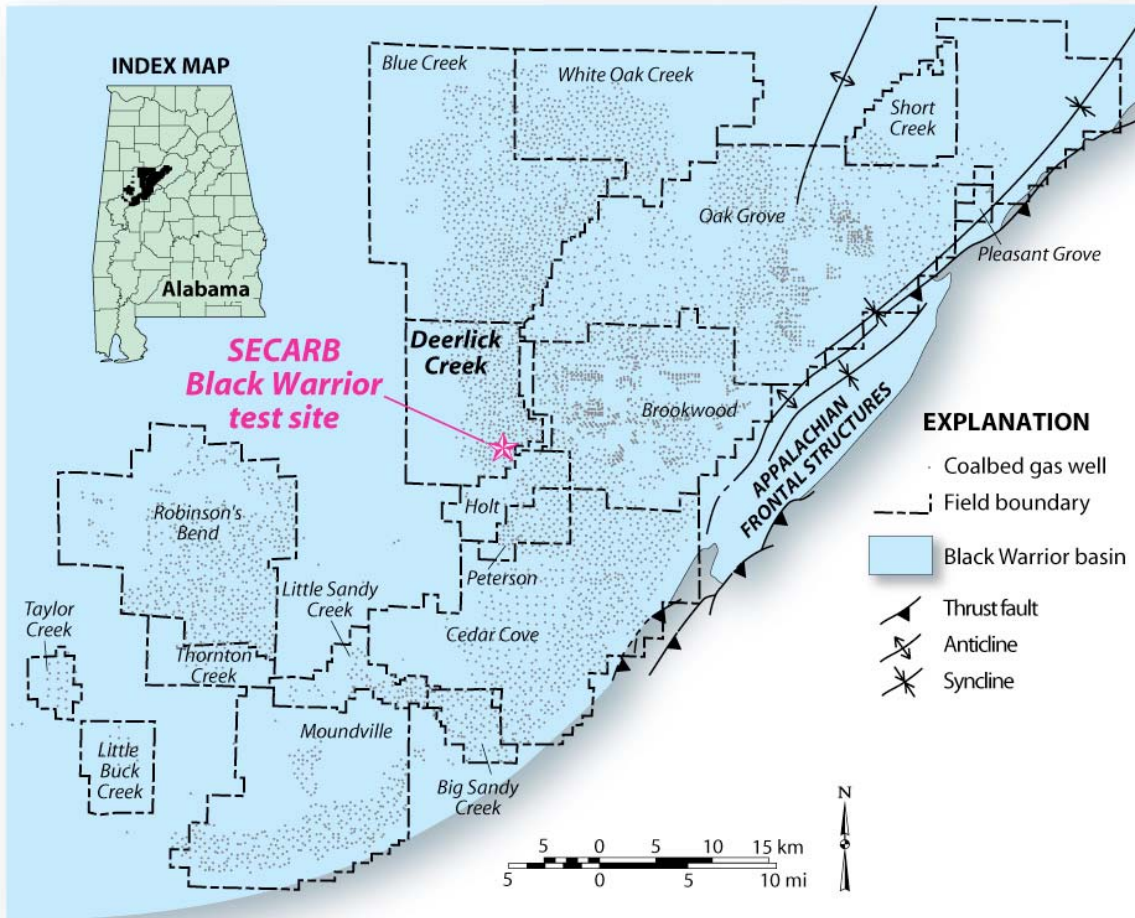 INDEX MAP
Alabama
Blue Creek
White Oak Creek
Short
Creek
Oak Grove
Pleasant Grove
SECARB
Black Warrior
test site
Deerlick
Creek
Brookwood
APPALACHIAN
FRONTAL STRUCTURES
Robinson's
Bend
Holt
Peterson
Little Sandy
Creek
Taylor
Creek
Thornton
Creek
Cedar Cove
Moundville
Little
Buck
Creek
Big Sandy
Creek
EXPLANATION
Coalbed gas well
Field boundary
Black Warrior basin
Thrust fault
Anticline
Syncline
N
5 0 5 10 15 km
5 0 5 10 mi